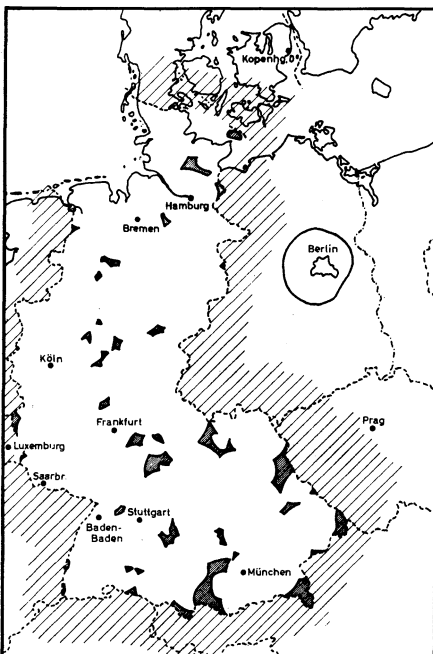 Kopenhg.
Hamburg
Bremen
Berlin
Köln
Frankfurt
Prag
Luxemburg
Saarbr.
Stuttgart
Baden-
Baden
München